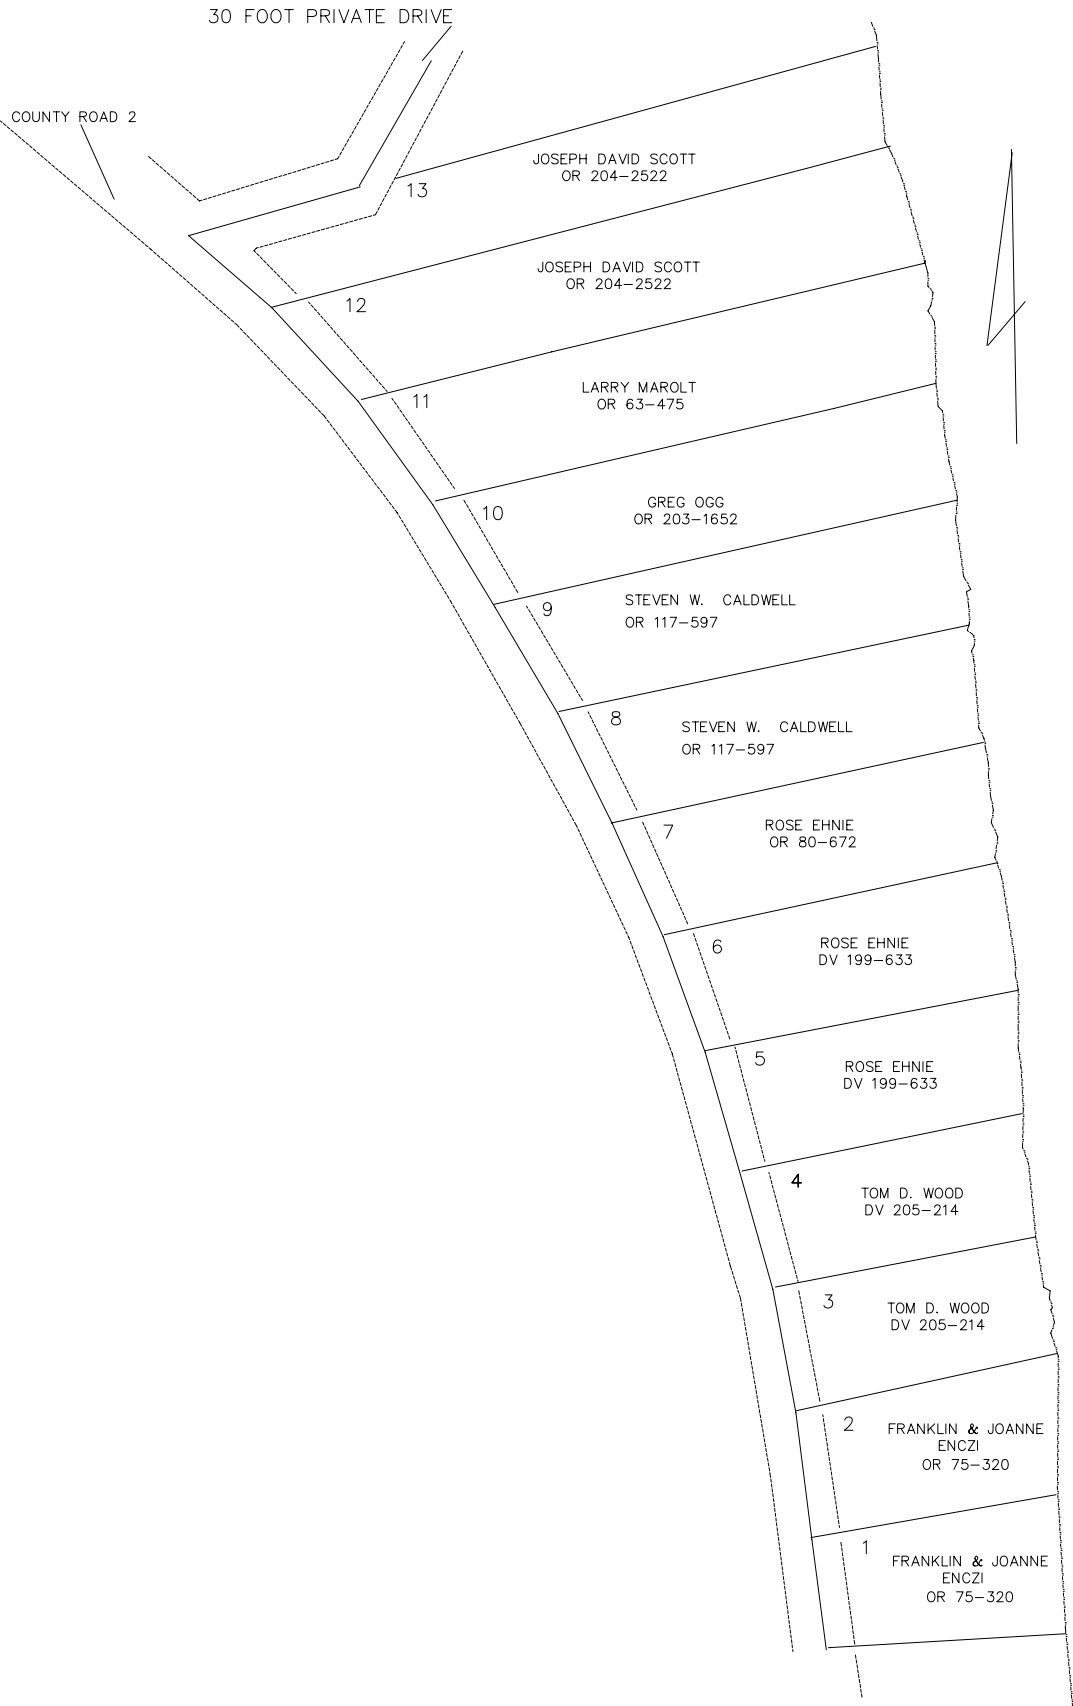 30 FOOT PRIVATE DRIVE
COUNTY ROAD 2
JOSEPH DAVID SCOTT
OR 204-2522
13
JOSEPH DAVID SCOTT
OR 204-2522
12
LARRY MAROLT
OR 63-475
11
GREG OGG
OR 203-1652
10
STEVEN W. CALDWELL
OR 117-597
9
STEVEN W. CALDWELL
OR 117-597
8
ROSE EHNIE
OR 80-672
7
ROSE EHNIE
DV 199-633
6
ROSE EHNIE
DV 199-633
5
TOM D. WOOD
DV 205-214
4
TOM D. WOOD
DV 205-214
3
FRANKLIN & JOANNE
ENCZI
OR 75-320
2
FRANKLIN & JOANNE
ENCZI
OR 75-320
1